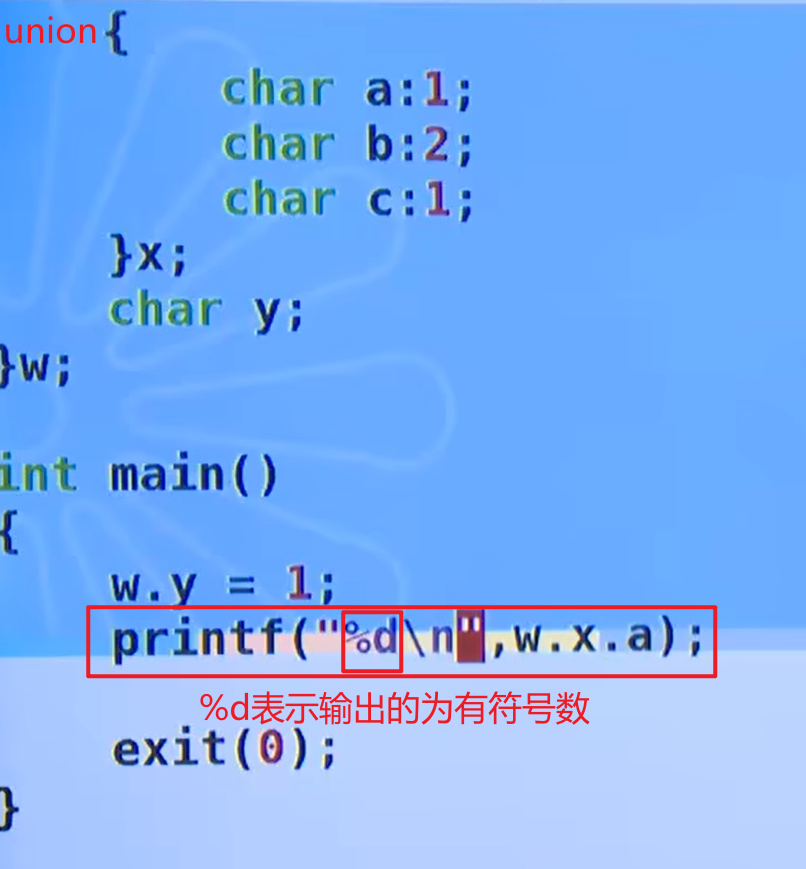 union{
char a:1;
char b:2;
char c:1;
}x;
char y;
}w;
int main()
{
w.y = 1;
printf("%d\n",w.x.a);
%d表示输出的为有符号数
exit(0);
}